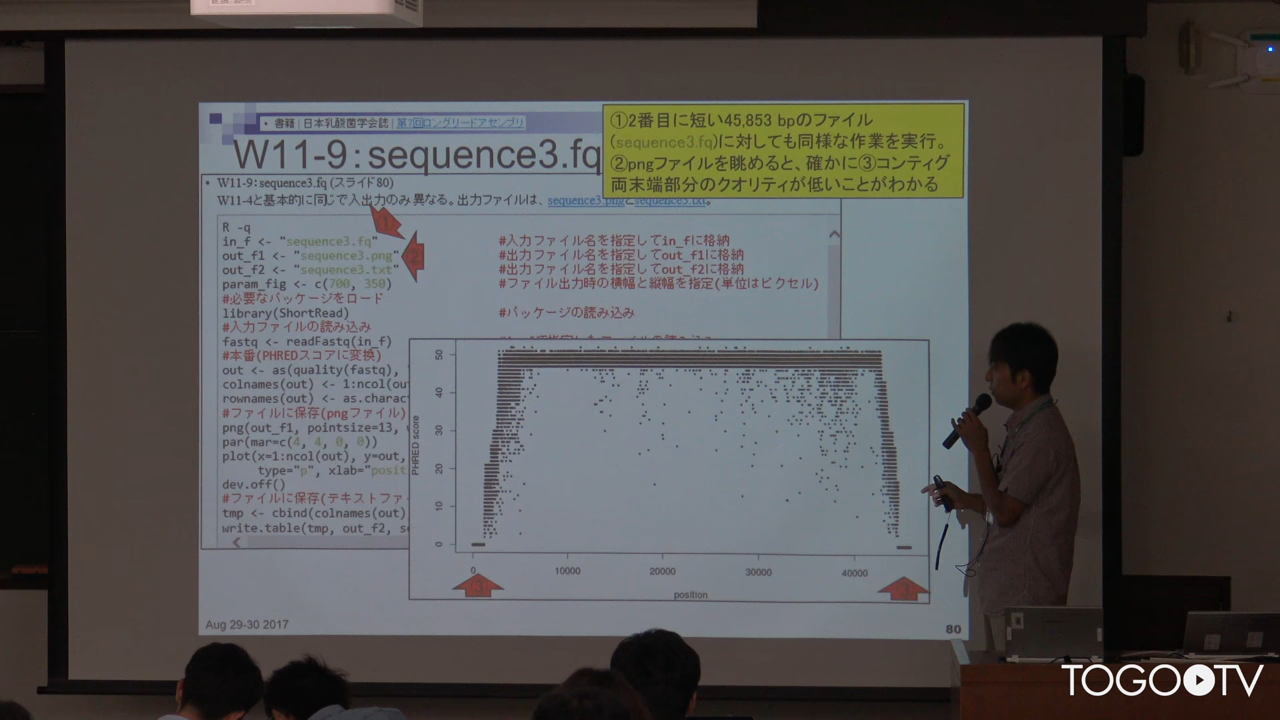 ・書籍 | 日本乳酸菌学会誌 | 第7回ロングリードアセンブリ
W11-9：sequence3.fq
①2番目に短い45,853 bpのファイル
(sequence3.fq)に対しても同様な作業を実行。
②pngファイルを眺めると、確かに③コンティグ
両末端部分のクオリティが低いことがわかる
・W11-9：sequence3.fq (スライド80)
W11-4と基本的に同じで入出力のみ異なる。出力ファイルは、sequence3.pngとsequence3.txt。
①
R -q
in_f <- "sequence3.fq" #入力ファイル名を指定してin_fに格納
out_f1 <- "sequence3.png" #出力ファイル名を指定してout_f1に格納
②
out_f2 <- "sequence3.txt" #出力ファイル名を指定してout_f2に格納
param_fig <- c(700, 350) #ファイル出力時の横幅と縦幅を指定(単位はピクセル)
#必要なパッケージをロード
library(ShortRead) #パッケージの読み込み
#入力ファイルの読み込み
fastq <- readFastq(in_f)
#本番(PHREDスコアに変換)
out <- as(quality(fastq),
colnames(out) <- 1:ncol(out
rownames(out) <- as.charac
#ファイルに保存(pngファイル)
png(out_f1, pointsize=13,
par(mar=c(4, 4, 0, 0))
plot(x=1:ncol(out), y=out,
type="p", xlab="posit
dev.off()
#ファイルに保存(テキストファ
tmp <- cbind(colnames(out)
write.table(tmp, out_f2, s
PHRED score
50
40
30
20
10
0
0 10000 20000 30000 40000
position
③ ③
Aug 29-30 2017
80
TOGOTV